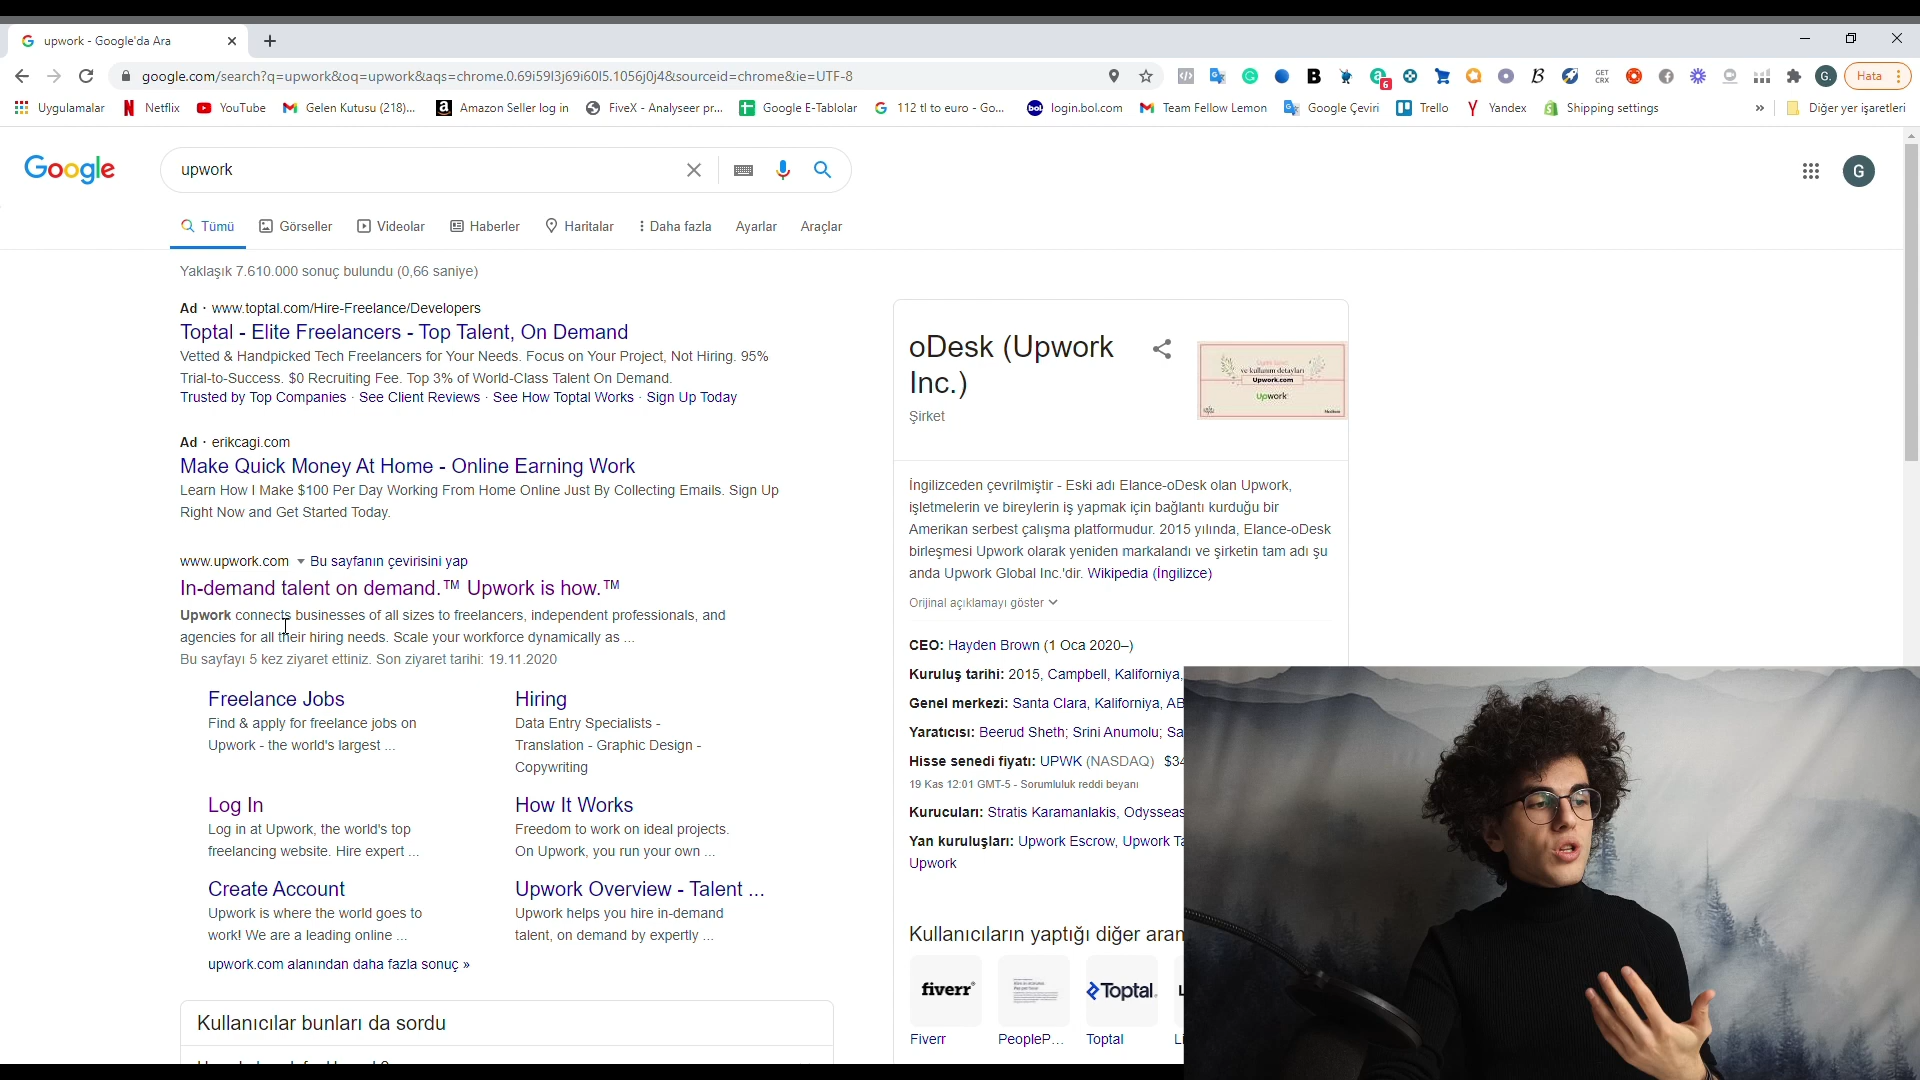 upwork - Google'da Ara
google.com/search?q=upwork&oq=upwork&aqs=chrome.0.69i59l3j69i60l5.1056j0j4&sourceid=chrome&ie=UTF-8
GET CRX
6
G.
Hata
Uygulamalar
Netflix
YouTube
Gelen Kutusu (218)...
Amazon Seller log in
FiveX - Analyseer pr...
Google E-Tablolar
112 tl to euro - Go...
bol
login.bol.com
Team Fellow Lemon
Google Çeviri
Trello
Yandex
Shipping settings
»
Diğer yer işaretleri
Google
upwork
G
Tümü
Görseller
Videolar
Haberler
Haritalar
Daha fazla
Ayarlar
Araçlar
Yaklaşık 7.610.000 sonuç bulundu (0,66 saniye)
Ad · www.toptal.com/Hire-Freelance/Developers
Toptal - Elite Freelancers - Top Talent, On Demand
Vetted & Handpicked Tech Freelancers for Your Needs. Focus on Your Project, Not Hiring. 95%
Trial-to-Success. $0 Recruiting Fee. Top 3% of World-Class Talent On Demand.
Trusted by Top Companies · See Client Reviews · See How Toptal Works · Sign Up Today
Ad · erikcagi.com
Make Quick Money At Home - Online Earning Work
Learn How I Make $100 Per Day Working From Home Online Just By Collecting Emails. Sign Up
Right Now and Get Started Today.
www.upwork.com ▾ Bu sayfanın çevirisini yap
In-demand talent on demand.™ Upwork is how.™
Upwork connects businesses of all sizes to freelancers, independent professionals, and
agencies for all their hiring needs. Scale your workforce dynamically as ...
Bu sayfayı 5 kez ziyaret ettiniz. Son ziyaret tarihi: 19.11.2020
Freelance Jobs
Find & apply for freelance jobs on
Upwork - the world's largest ...
Hiring
Data Entry Specialists -
Translation - Graphic Design -
Copywriting
Log In
Log in at Upwork, the world's top
freelancing website. Hire expert ...
How It Works
Freedom to work on ideal projects.
On Upwork, you run your own ...
Create Account
Upwork is where the world goes to
work! We are a leading online ...
Upwork Overview - Talent ...
Upwork helps you hire in-demand
talent, on demand by expertly ...
upwork.com alanından daha fazla sonuç »
Kullanıcılar bunları da sordu
oDesk (Upwork
Inc.)
Şirket
ve kullanım detayları
Upwork.com
Upwork
İngilizceden çevrilmiştir - Eski adı Elance-oDesk olan Upwork,
işletmelerin ve bireylerin iş yapmak için bağlantı kurduğu bir
Amerikan serbest çalışma platformudur. 2015 yılında, Elance-oDesk
birleşmesi Upwork olarak yeniden markalandı ve şirketin tam adı şu
anda Upwork Global Inc.'dir. Wikipedia (İngilizce)
Orijinal açıklamayı göster
CEO: Hayden Brown (1 Oca 2020–)
Kuruluş tarihi: 2015, Campbell, Kaliforniya,
Genel merkezi: Santa Clara, Kaliforniya, AB
Yaratıcısı: Beerud Sheth; Srini Anumolu; Sa
Hisse senedi fiyatı: UPWK (NASDAQ) $34
19 Kas 12:01 GMT-5 - Sorumluluk reddi beyanı
Kurucuları: Stratis Karamanlakis, Odysseas
Yan kuruluşları: Upwork Escrow, Upwork Ta
Upwork
Kullanıcıların yaptığı diğer aran
fiverr
Toptal
Fiverr
PeopleP...
Toptal
Li